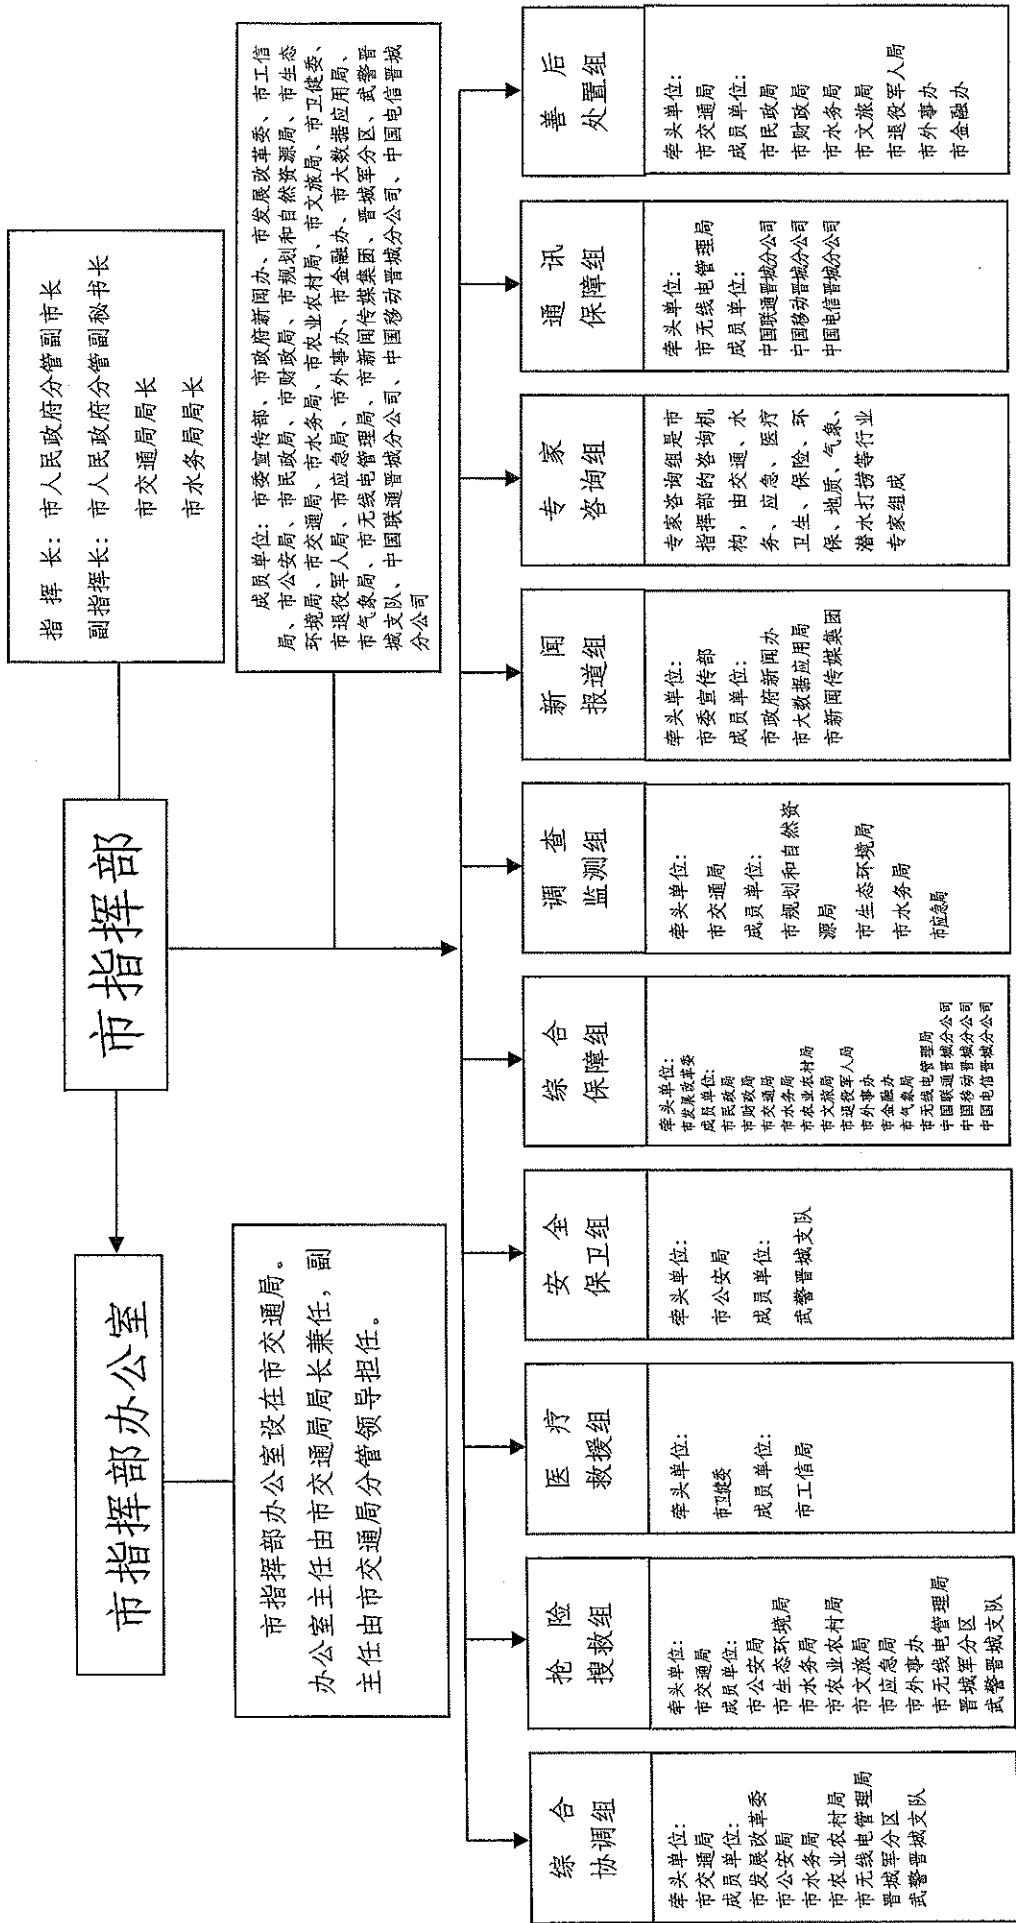 市指挥部
指 挥 长：市人民政府分管副市长
副指挥长：市人民政府分管副秘书长
市交通局局长
市水务局局长
成员单位：市委宣传部、市政府新闻办、市发展改革委、市工信
局、市公安局、市民政局、市财政局、市规划和自然资源局、市生态
环境局、市交通局、市水务局、市农业农村局、市文旅局、市卫健委、
市退役军人局、市应急局、市外事办、市金融办、市大数据应用局、
市气象局、市无线电管理局、市新闻传媒集团、晋城军分区、武警晋
城支队、中国联通晋城分公司、中国移动晋城分公司、中国电信晋城
分公司
市指挥部办公室
市指挥部办公室设在市交通局。
办公室主任由市交通局局长兼任，副
主任由市交通局分管领导担任。
综 合
协调组
牵头单位：
市交通局
成员单位：
市发展改革委
市公安局
市水务局
市农业农村局
市无线电管理局
晋城军分区
武警晋城支队
抢 险
搜救组
牵头单位：
市交通局
成员单位：
市公安局
市生态环境局
市水务局
市农业农村局
市文旅局
市应急局
市外事办
市无线电管理局
晋城军分区
武警晋城支队
医 疗
救援组
牵头单位：
市卫健委
成员单位：
市工信局
安 全
保卫组
牵头单位：
市公安局
成员单位：
武警晋城支队
综 合
保障组
牵头单位：
市发展改革委
成员单位：
市民政局
市财政局
市交通局
市水务局
市农业农村局
市文旅局
市退役军人局
市外事办
市金融办
市气象局
市无线电管理局
中国联通晋城分公司
中国移动晋城分公司
中国电信晋城分公司
调 查
监测组
牵头单位：
市交通局
成员单位：
市规划和自然资
源局
市生态环境局
市水务局
市应急局
新 闻
报道组
牵头单位：
市委宣传部
成员单位：
市政府新闻办
市大数据应用局
市新闻传媒集团
专 家
咨询组
专家咨询组是市
指挥部的咨询机
构，由交通、水
务、应急、医疗
卫生、保险、环
保、地质、气象、
潜水打捞等行业
专家组成
通 讯
保障组
牵头单位：
市无线电管理局
成员单位：
中国联通晋城分公司
中国移动晋城分公司
中国电信晋城分公司
善 后
处置组
牵头单位：
市交通局
成员单位：
市民政局
市财政局
市水务局
市文旅局
市退役军人局
市外事办
市金融办